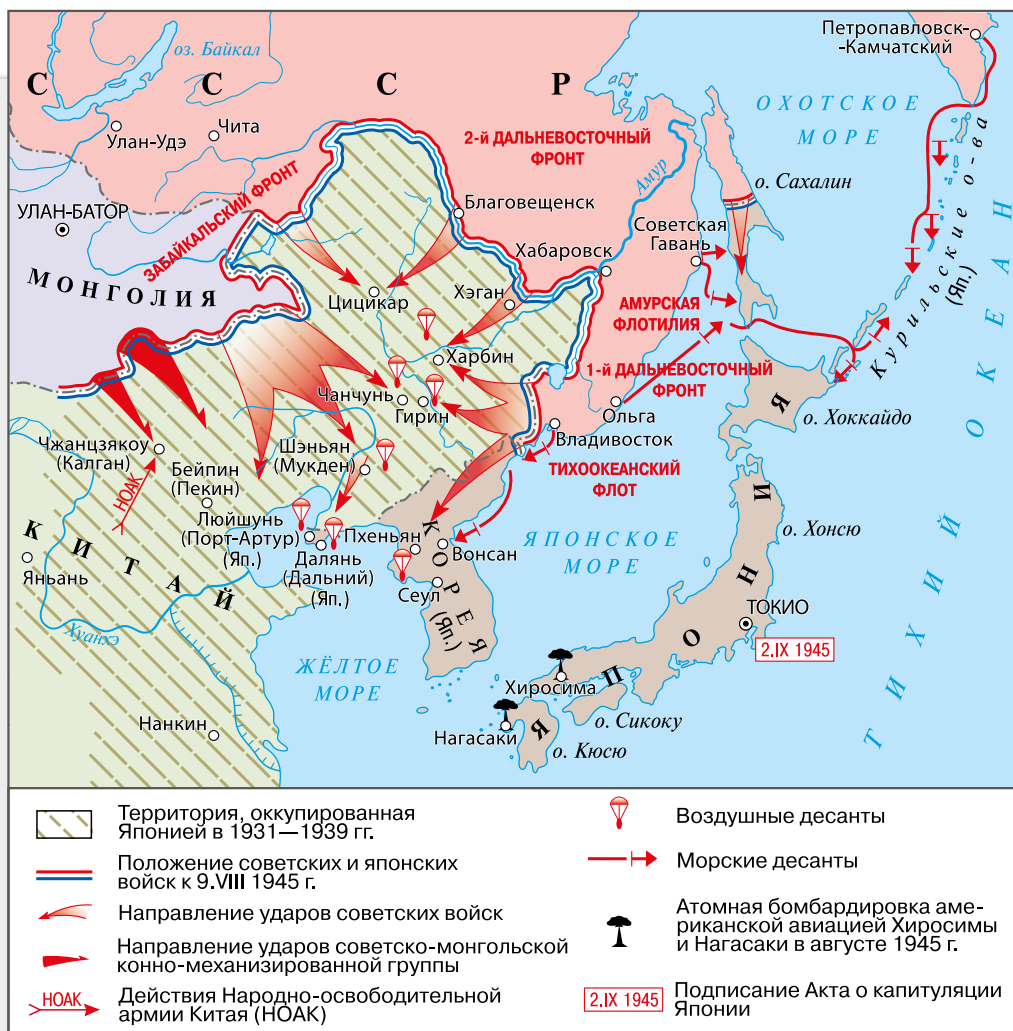 Петропавловск-
-Камчатский
оз. Байкал
С С С Р
ОХОТСКОЕ
МОРЕ
Улан-Удэ
Чита
2-й ДАЛЬНЕВОСТОЧНЫЙ
ФРОНТ
Амур
о. Сахалин
Курильские о-ва
(Яп.)
УЛАН-БАТОР
ЗАБАЙКАЛЬСКИЙ ФРОНТ
Благовещенск
Советская
Гавань
Хабаровск
МОНГОЛИЯ
Цицикар
Хэган
АМУРСКАЯ
ФЛОТИЛИЯ
Харбин
1-й ДАЛЬНЕВОСТОЧНЫЙ
ФРОНТ
Чанчунь
Гирин
Ольга
Владивосток
о. Хоккайдо
Чжанцзякоу
(Калган)
Шэньян
(Мукден)
ТИХООКЕАНСКИЙ
ФЛОТ
НОАК
Бейпин
(Пекин)
Люйшунь
(Порт-Артур)
(Яп.)
Далянь
(Дальний)
(Яп.)
Пхеньян
Вонсан
Сеул
КОРЕЯ
(Яп.)
ЯПОНСКОЕ
МОРЕ
о. Хонсю
КИТАЙ
Яньань
Хуанхэ
ТОКИО
2.IX 1945
ЯПОНИЯ
ТИХИЙ ОКЕАН
ЖЁЛТОЕ
МОРЕ
Хиросима
о. Сикоку
Нанкин
Нагасаки
о. Кюсю
Территория, оккупированная
Японией в 1931—1939 гг.
Положение советских и японских
войск к 9.VIII 1945 г.
Направление ударов советских войск
Направление ударов советско-монгольской
конно-механизированной группы
НОАК
Действия Народно-освободительной
армии Китая (НОАК)
Воздушные десанты
Морские десанты
Атомная бомбардировка аме-
риканской авиацией Хиросимы
и Нагасаки в августе 1945 г.
2.IX 1945
Подписание Акта о капитуляции
Японии